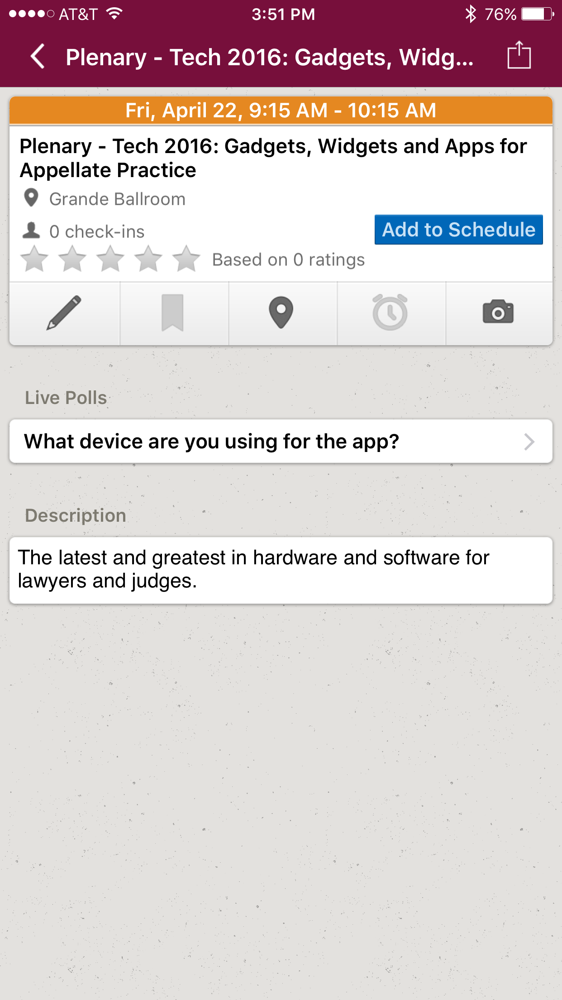 AT&T 3:51 PM 76%
Plenary - Tech 2016: Gadgets, Widg...
Fri, April 22, 9:15 AM - 10:15 AM
Plenary - Tech 2016: Gadgets, Widgets and Apps for
Appellate Practice
Grande Ballroom
0 check-ins
Add to Schedule
Based on 0 ratings
Live Polls
What device are you using for the app?
Description
The latest and greatest in hardware and software for
lawyers and judges.